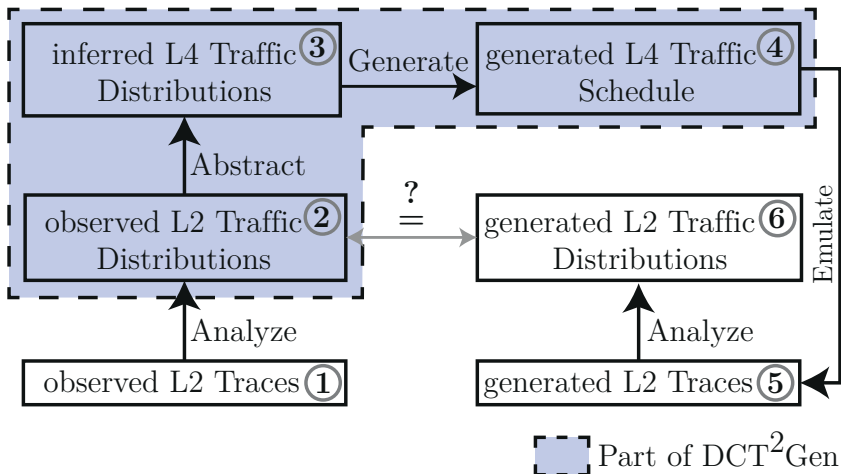 inferred L4 Traffic 3
Distributions
Generate
generated L4 Traffic 4
Schedule
Abstract
observed L2 Traffic 2
Distributions
?
=
generated L2 Traffic 6
Distributions
Emulate
Analyze
Analyze
observed L2 Traces 1
generated L2 Traces 5
Part of DCT²Gen